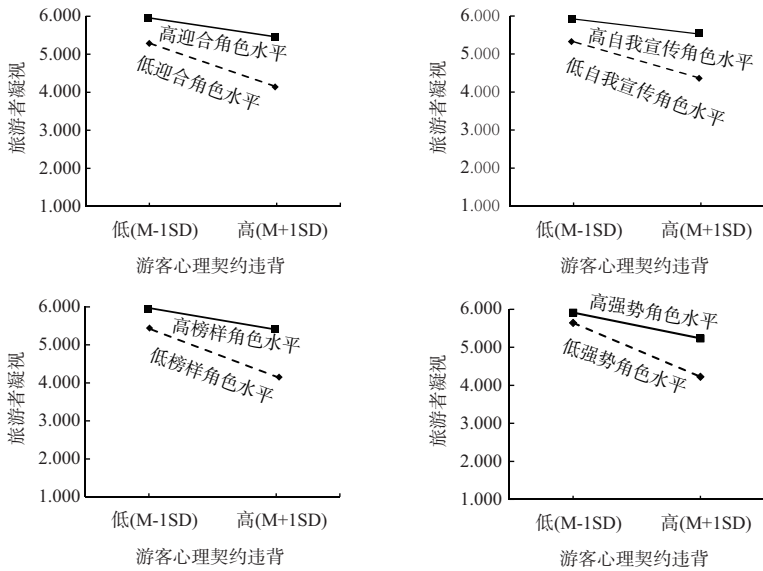 6.000
5.000
4.000
3.000
2.000
1.000
旅游者凝视
高迎合角色水平
低迎合角色水平
低(M-1SD)
高(M+1SD)
游客心理契约违背
6.000
5.000
4.000
3.000
2.000
1.000
旅游者凝视
高自我宣传角色水平
低自我宣传角色水平
低(M-1SD)
高(M+1SD)
游客心理契约违背
6.000
5.000
4.000
3.000
2.000
1.000
旅游者凝视
高榜样角色水平
低榜样角色水平
低(M-1SD)
高(M+1SD)
游客心理契约违背
6.000
5.000
4.000
3.000
2.000
1.000
旅游者凝视
高强势角色水平
低强势角色水平
低(M-1SD)
高(M+1SD)
游客心理契约违背